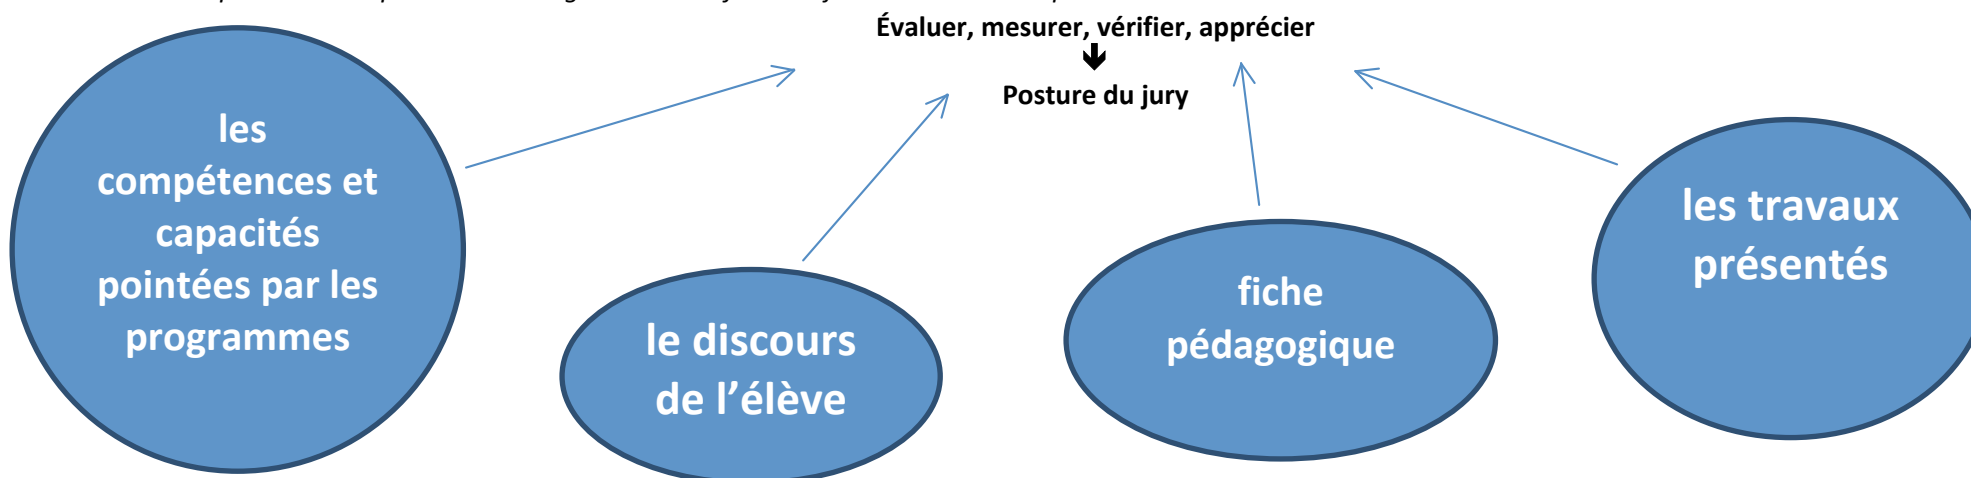 Évaluer, mesurer, vérifier, apprécier
Posture du jury
les
compétences et
capacités
pointées par les
programmes
le discours
de l’élève
fiche
pédagogique
les travaux
présentés